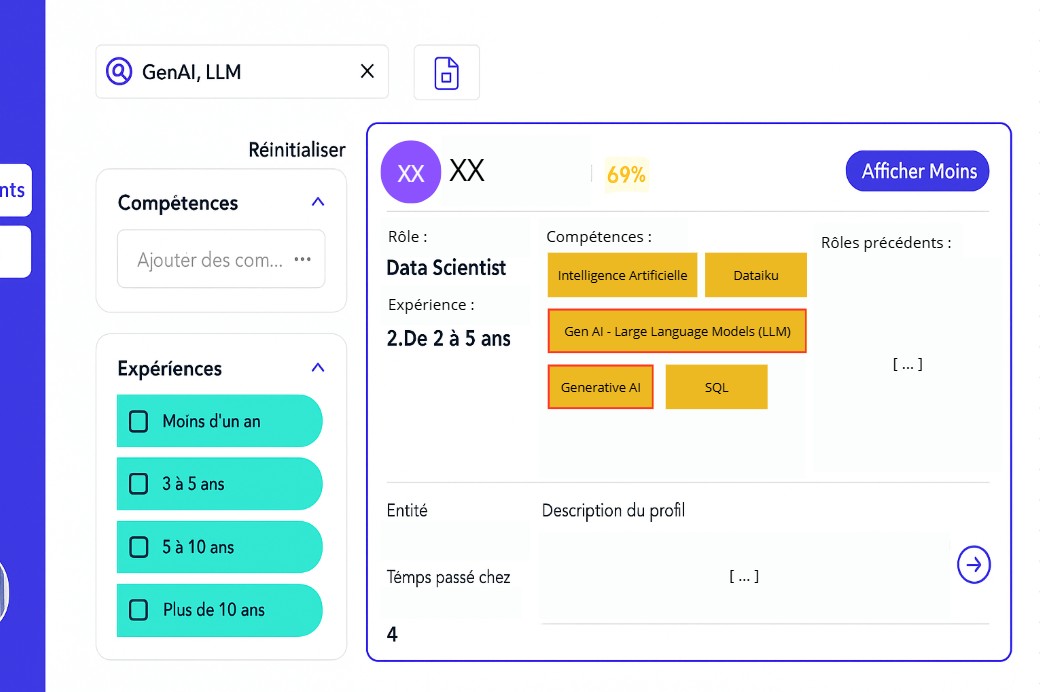 GenAI, LLM
nts
Réinitialiser
Compétences
Ajouter des com... ...
Expériences
Moins d'un an
3 à 5 ans
5 à 10 ans
Plus de 10 ans
XX
XX
69%
Afficher Moins
Rôle :
Data Scientist
Expérience :
2.De 2 à 5 ans
Compétences :
Intelligence Artificielle
Dataiku
Gen AI - Large Language Models (LLM)
Generative AI
SQL
Rôles précédents :
[ ... ]
Entité
Témps passé chez
4
Description du profil
[ ... ]